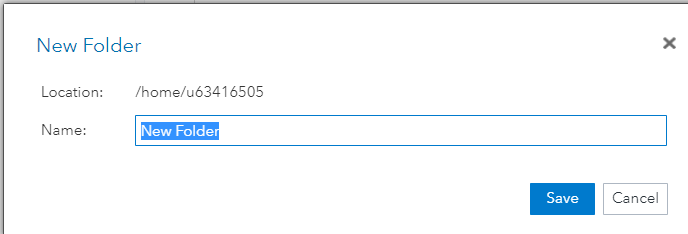 New Folder
Location: /home/u63416505
Name: New Folder
Save Cancel